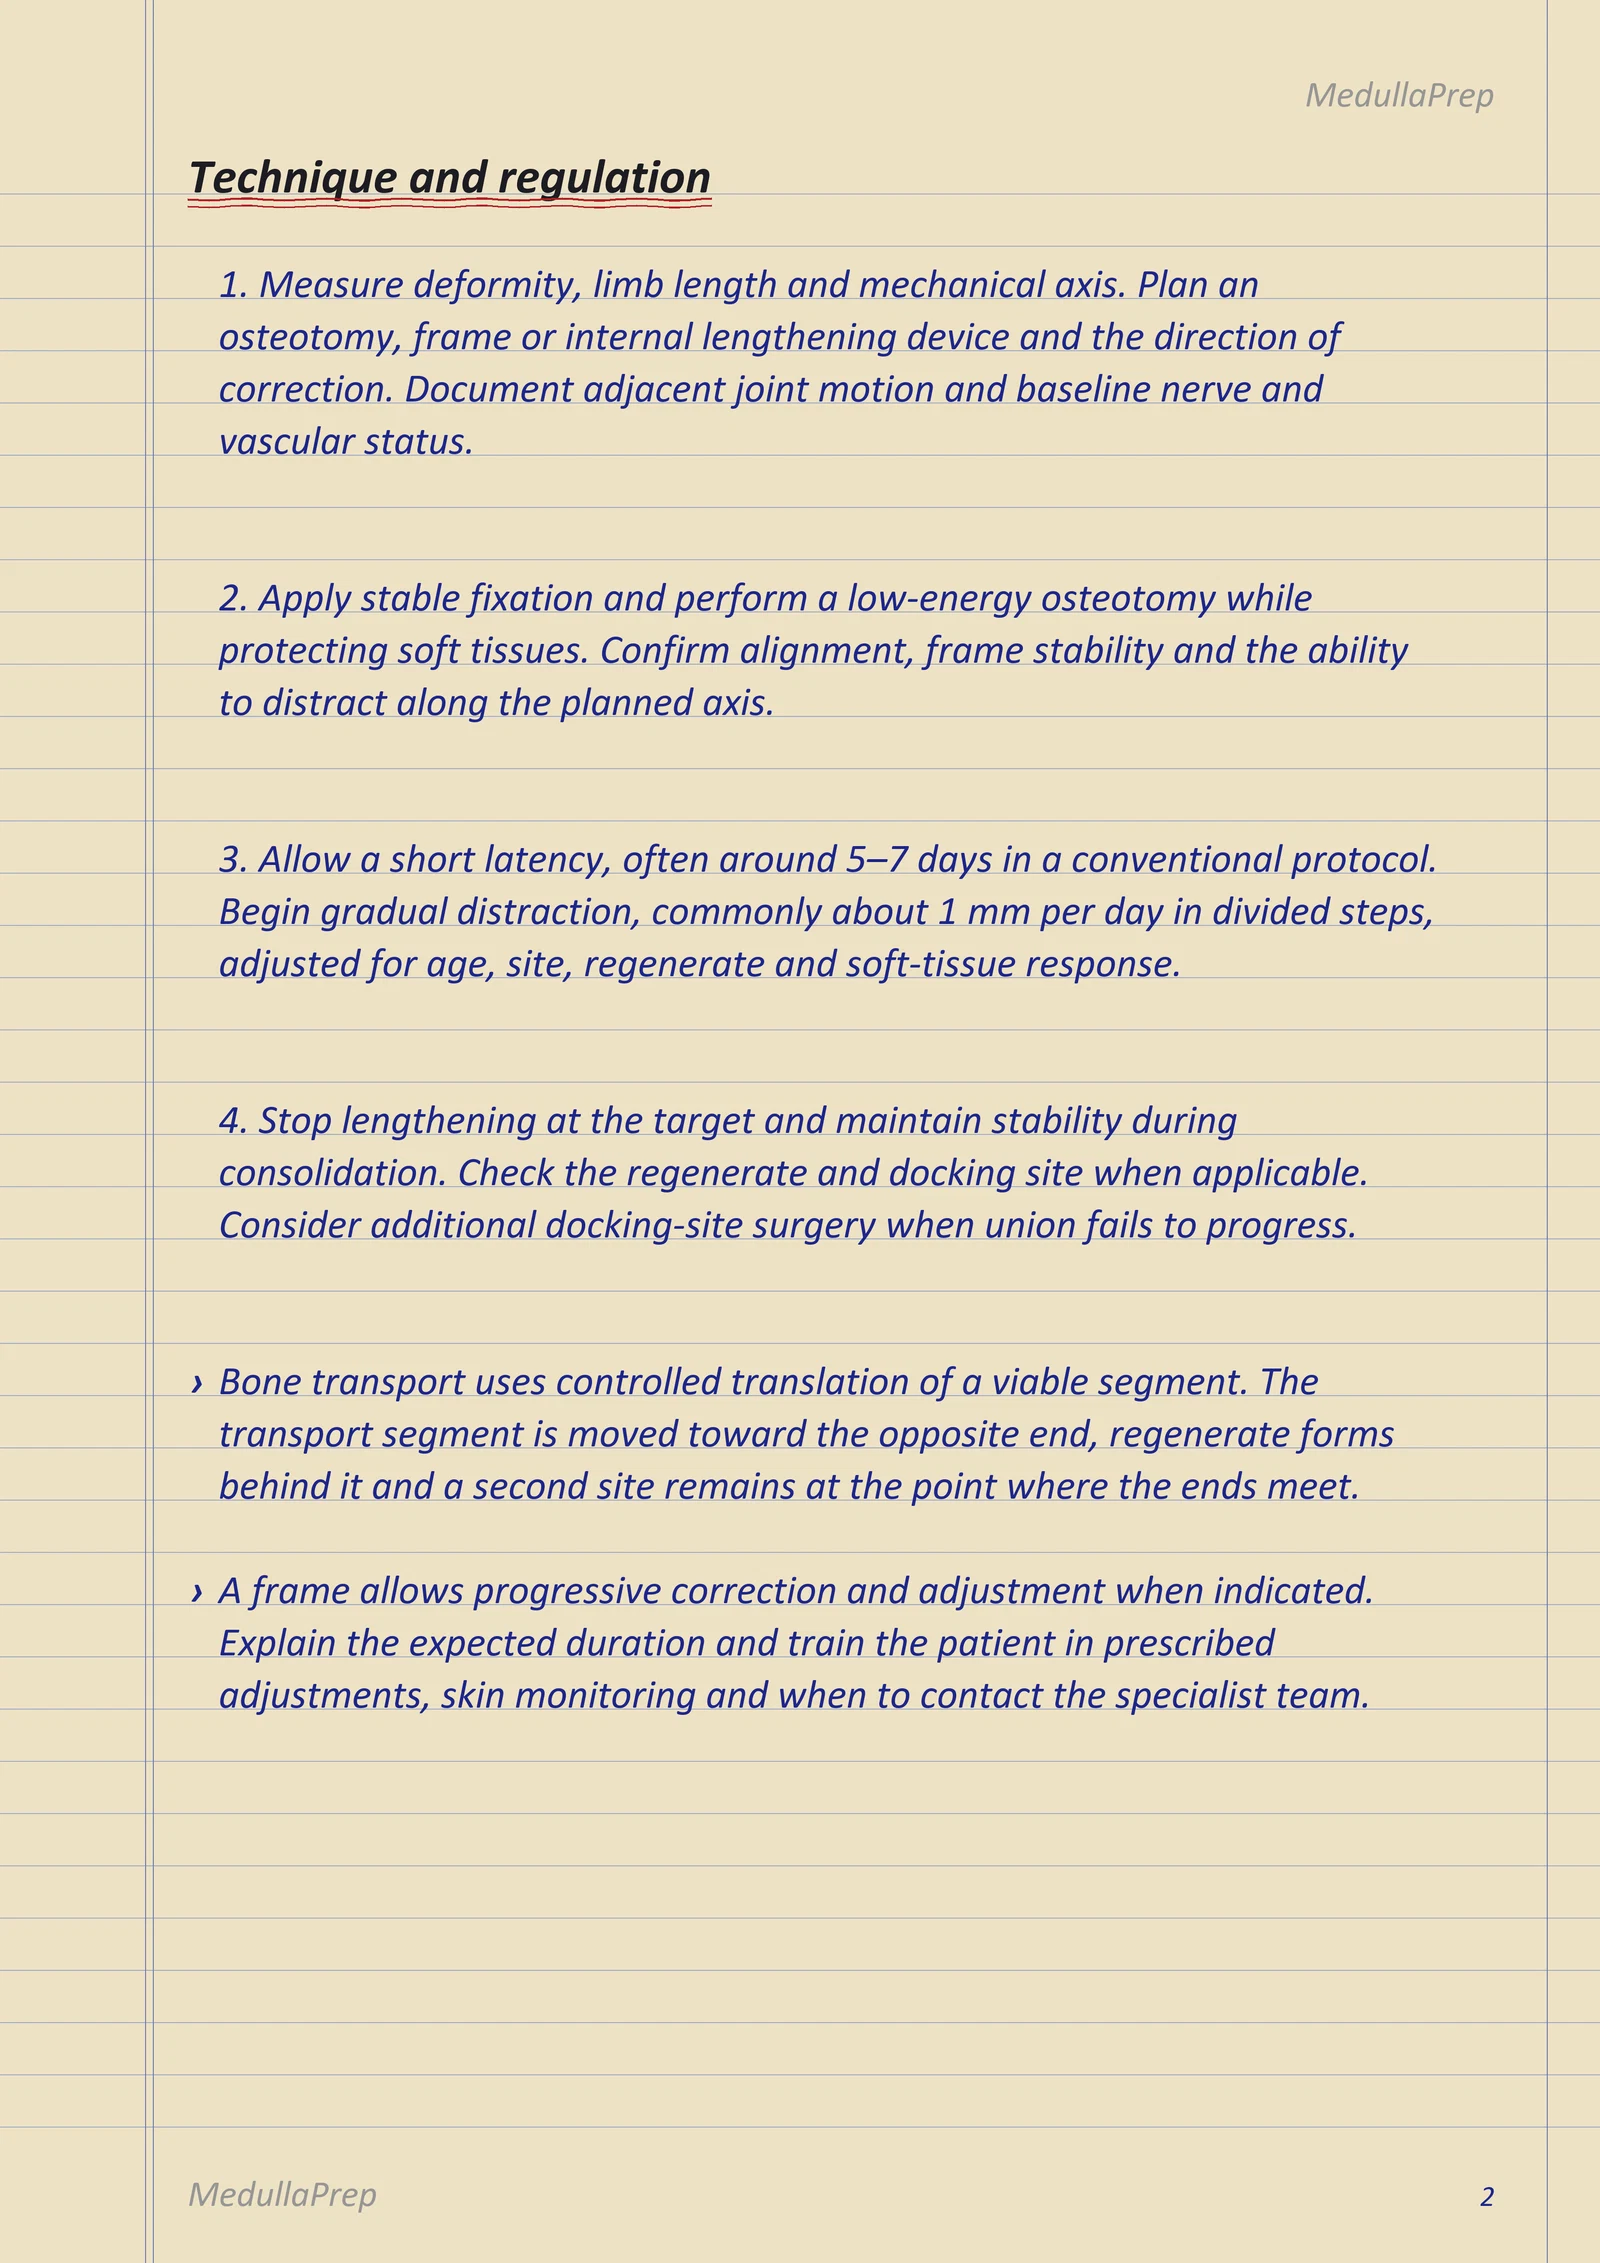 MedullaPrep
Technique and regulation
1. Measure deformity, limb length and mechanical axis. Plan an
osteotomy, frame or internal lengthening device and the direction of
correction. Document adjacent joint motion and baseline nerve and
vascular status.
2. Apply stable fixation and perform a low-energy osteotomy while
protecting soft tissues. Confirm alignment, frame stability and the ability
to distract along the planned axis.
3. Allow a short latency, often around 5–7 days in a conventional protocol.
Begin gradual distraction, commonly about 1 mm per day in divided steps,
adjusted for age, site, regenerate and soft-tissue response.
4. Stop lengthening at the target and maintain stability during
consolidation. Check the regenerate and docking site when applicable.
Consider additional docking-site surgery when union fails to progress.
› Bone transport uses controlled translation of a viable segment. The
transport segment is moved toward the opposite end, regenerate forms
behind it and a second site remains at the point where the ends meet.
› A frame allows progressive correction and adjustment when indicated.
Explain the expected duration and train the patient in prescribed
adjustments, skin monitoring and when to contact the specialist team.
MedullaPrep
2